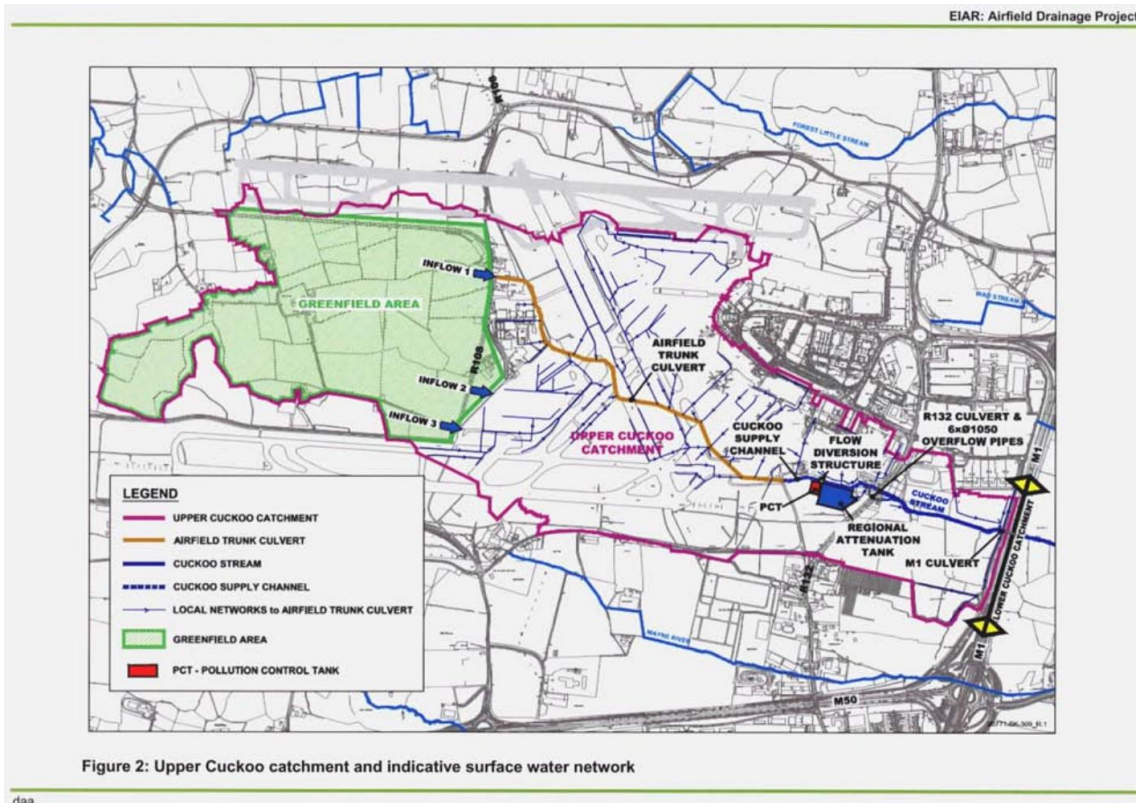 EIAR: Airfield Drainage Project
R108
FOREST LITTLE STREAM
INFLOW 1
GREENFIELD AREA
WAD STREAM
R108
AIRFIELD
TRUNK
CULVERT
INFLOW 2
INFLOW 3
UPPER CUCKOO
CATCHMENT
CUCKOO
SUPPLY
CHANNEL
FLOW
DIVERSION
STRUCTURE
R132 CULVERT &
6xØ1050
OVERFLOW PIPES
M1
PCT
CUCKOO
STREAM
REGIONAL
ATTENUATION
TANK
M1 CULVERT
LOWER CUCKOO CATCHMENT
R132
LEGEND
UPPER CUCKOO CATCHMENT
AIRFIELD TRUNK CULVERT
CUCKOO STREAM
CUCKOO SUPPLY CHANNEL
LOCAL NETWORKS to AIRFIELD TRUNK CULVERT
GREENFIELD AREA
PCT - POLLUTION CONTROL TANK
MAYNE RIVER
M1
M50
Figure 2: Upper Cuckoo catchment and indicative surface water network
daa